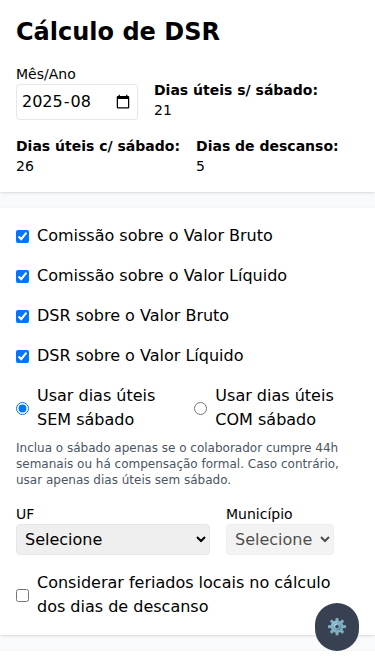 Cálculo de DSR
Mês/Ano
2025-08
Dias úteis s/ sábado:
21
Dias úteis c/ sábado:
26
Dias de descanso:
5
Comissão sobre o Valor Bruto
Comissão sobre o Valor Líquido
DSR sobre o Valor Bruto
DSR sobre o Valor Líquido
Usar dias úteis
SEM sábado
Usar dias úteis
COM sábado
Inclua o sábado apenas se o colaborador cumpre 44h
semanais ou há compensação formal. Caso contrário,
usar apenas dias úteis sem sábado.
UF
Selecione
Município
Selecione
Considerar feriados locais no cálculo
dos dias de descanso